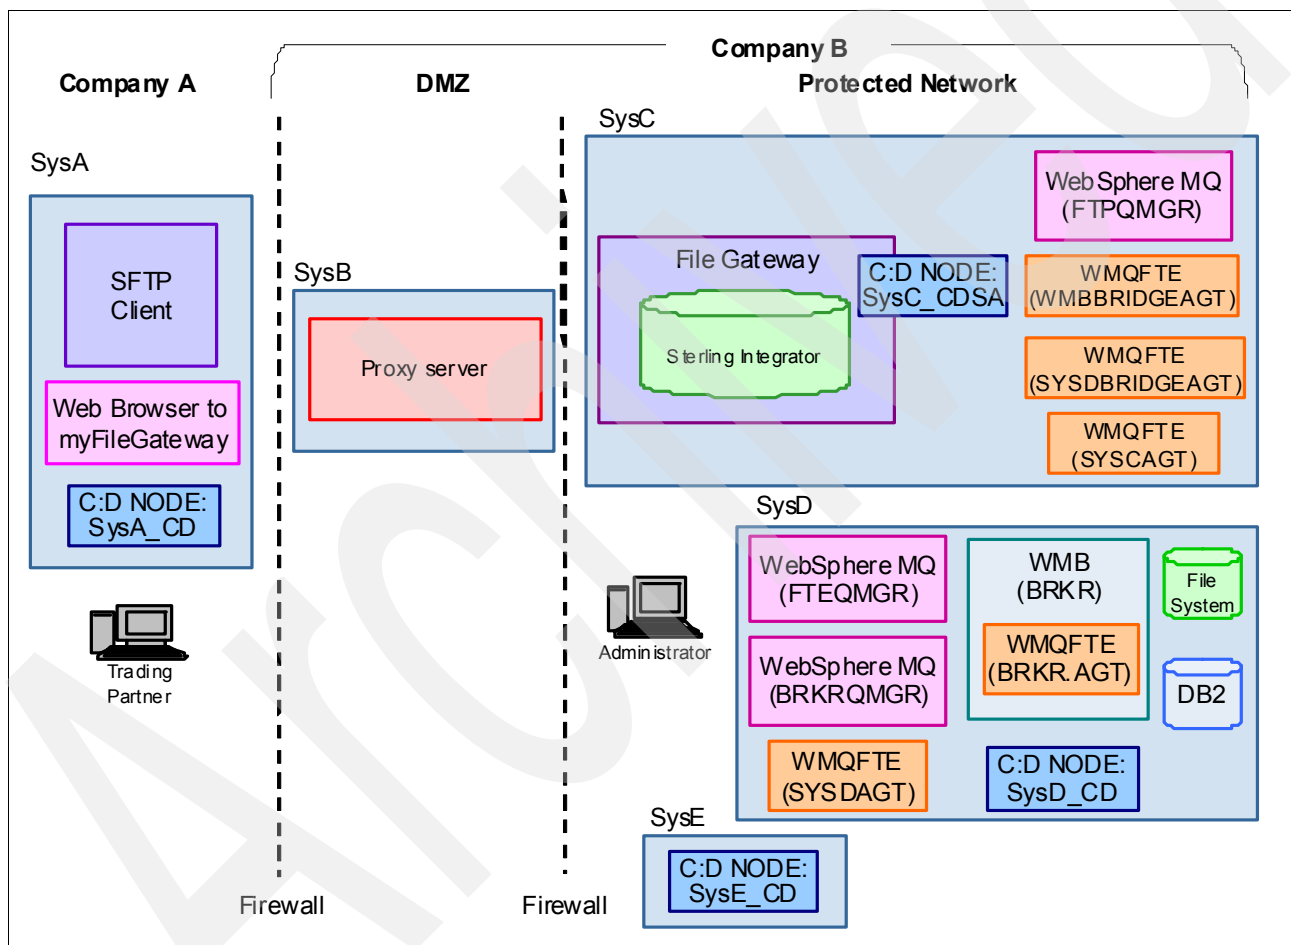 Company B
Company A
DMZ
Protected Network
SysA
SFTP
Client
Web Browser to
myFileGateway
C:D NODE:
SysA_CD
Trading
Partner
SysB
Proxy server
Firewall
Firewall
SysC
File Gateway
Sterling Integrator
C:D NODE:
SysC_CDSA
WebSphere MQ
(FTPQMGR)
WMQFTE
(WMBBRIDGEAGT)
WMQFTE
(SYSDBRIDGEAGT)
WMQFTE
(SYSCAGT)
Administrator
SysD
WebSphere MQ
(FTEQMGR)
WebSphere MQ
(BRKRQMGR)
WMQFTE
(SYSDAGT)
WMB
(BRKR)
WMQFTE
(BRKR.AGT)
C:D NODE:
SysD_CD
File
System
DB2
SysE
C:D NODE:
SysE_CD
Archived